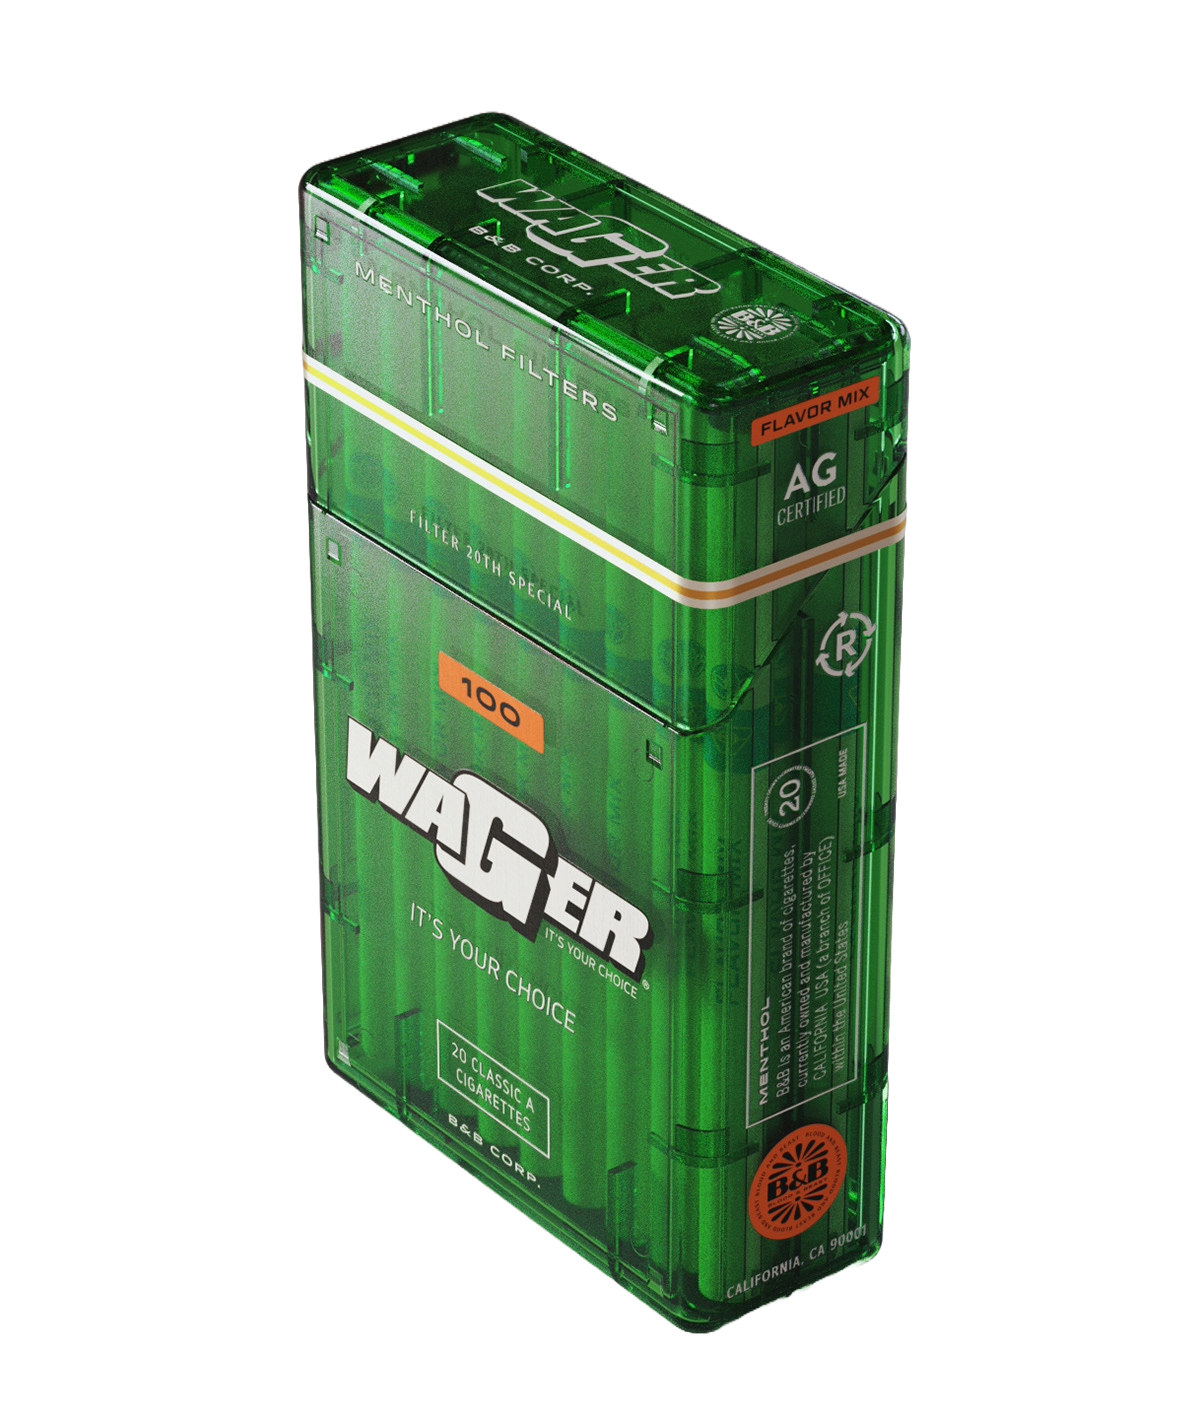 WAGER
B&B CORP.
B&B
MENTHOL FILTERS
FILTER 20TH SPECIAL
100
WAGER
IT'S YOUR CHOICE
®
IT'S YOUR CHOICE
20 CLASSIC A
CIGARETTES
B&B CORP.
FLAVOR MIX
AG
CERTIFIED
R
20
USA MADE
MENTHOL
B&B is an American brand of cigarettes,
currently owned and manufactured by
CALIFORNIA USA (a branch of OFFICE)
within the United States
B&B
CALIFORNIA, CA 90001